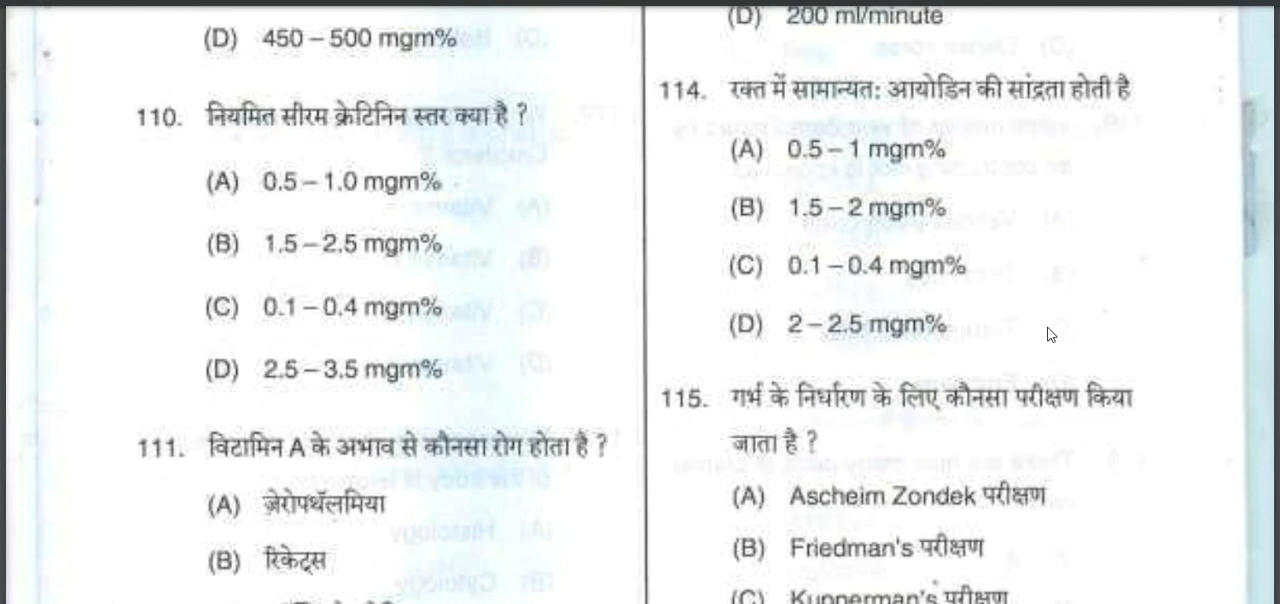 (D) 450 – 500 mgm%
110. नियमित सीरम क्रेटिनिन स्तर क्या है ?
(A) 0.5 – 1.0 mgm%
(B) 1.5 – 2.5 mgm%
(C) 0.1 – 0.4 mgm%
(D) 2.5 – 3.5 mgm%
111. विटामिन A के अभाव से कौनसा रोग होता है ?
(A) ज़ेरोपथॅलमिया
(B) रिकेट्स
(D) 200 ml/minute
114. रक्त में सामान्यत: आयोडिन की सांद्रता होती है
(A) 0.5 – 1 mgm%
(B) 1.5 – 2 mgm%
(C) 0.1 – 0.4 mgm%
(D) 2 – 2.5 mgm%
115. गर्भ के निर्धारण के लिए कौनसा परीक्षण किया
जाता है ?
(A) Ascheim Zondek परीक्षण
(B) Friedman's परीक्षण
(C) Kupperman's परीक्षण